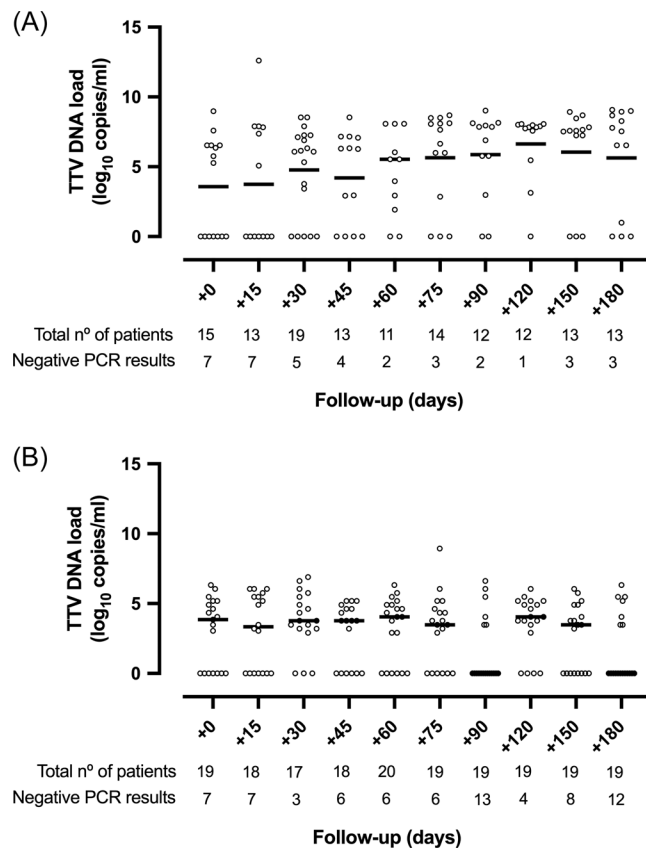 (A)
TTV DNA load
(log10 copies/ml)
15
10
5
0
+0 +15 +30 +45 +60 +75 +90 +120 +150 +180
Total nº of patients 15 13 19 13 11 14 12 12 13 13
Negative PCR results 7 7 5 4 2 3 2 1 3 3
Follow-up (days)
(B)
TTV DNA load
(log10 copies/ml)
15
10
5
0
+0 +15 +30 +45 +60 +75 +90 +120 +150 +180
Total nº of patients 19 18 17 18 20 19 19 19 19 19
Negative PCR results 7 7 3 6 6 6 13 4 8 12
Follow-up (days)